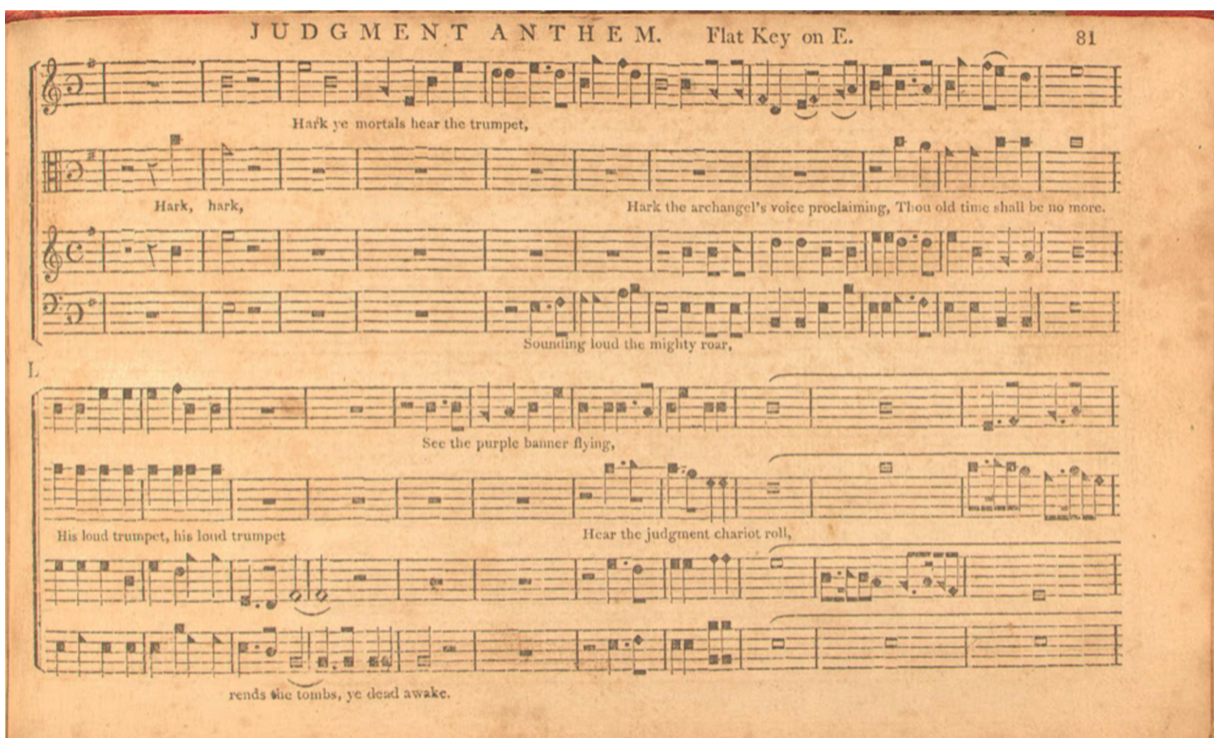 JUDGMENT ANTHEM. Flat Key on E. 81
Hark ye mortals hear the trumpet,
Hark, hark, Hark the archangel's voice proclaiming, Thou old time shall be no more.
Sounding loud the mighty roar,
L
See the purple banner flying,
His loud trumpet, his loud trumpet Hear the judgment chariot roll,
rends the tombs, ye dead awake.